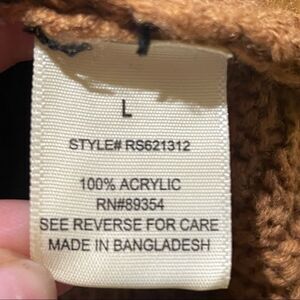 L
STYLE# RS621312
100% ACRYLIC
RN#89354
SEE REVERSE FOR CARE
MADE IN BANGLADESH